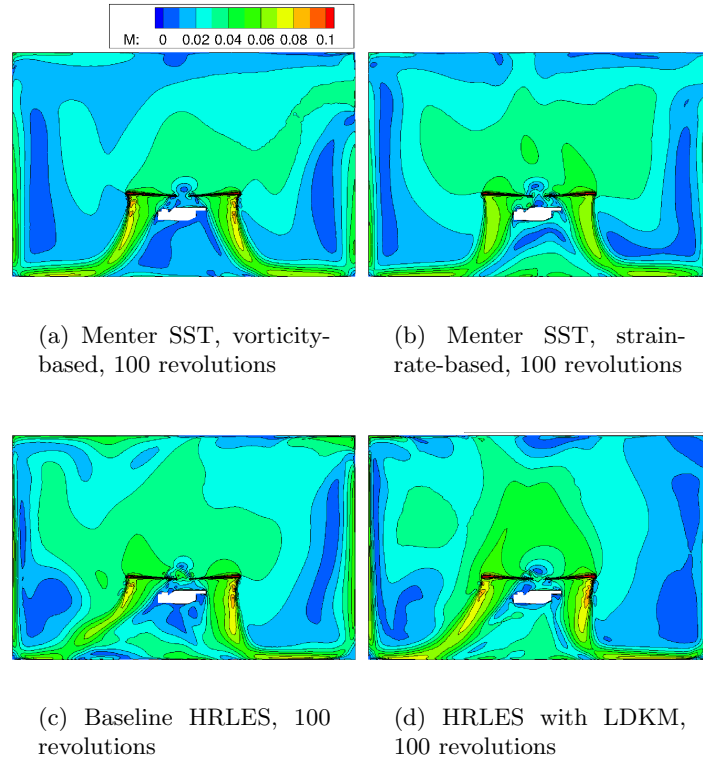 M: 0 0.02 0.04 0.06 0.08 0.1
(a) Menter SST, vorticity-
based, 100 revolutions
(b) Menter SST, strain-
rate-based, 100 revolutions
(c) Baseline HRLES, 100
revolutions
(d) HRLES with LDKM,
100 revolutions